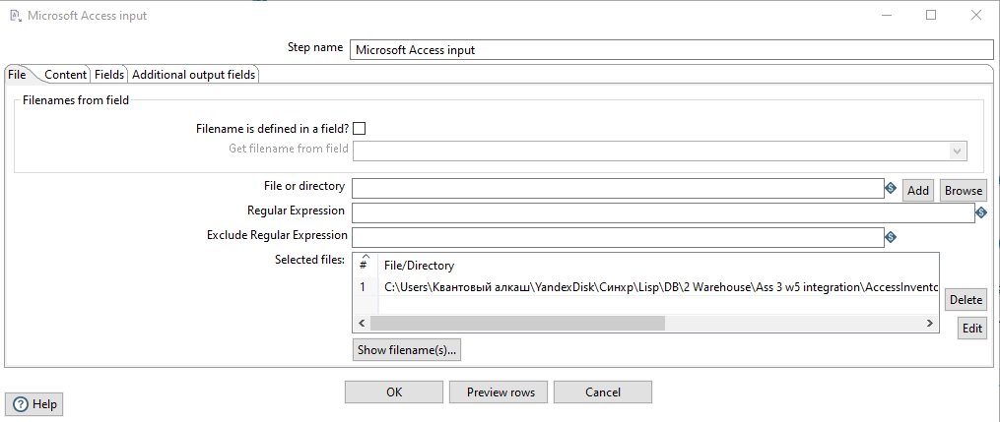 Microsoft Access input
Step name Microsoft Access input
File Content Fields Additional output fields
Filenames from field
Filename is defined in a field?
Get filename from field
File or directory Add Browse
Regular Expression
Exclude Regular Expression
Selected files: # File/Directory
1 C:\Users\Квантовый алкаш\YandexDisk\Синхр\Lisp\DB\2 Warehouse\Ass 3 w5 integration\AccessInvento
Delete
Edit
Show filename(s)...
OK Preview rows Cancel
Help